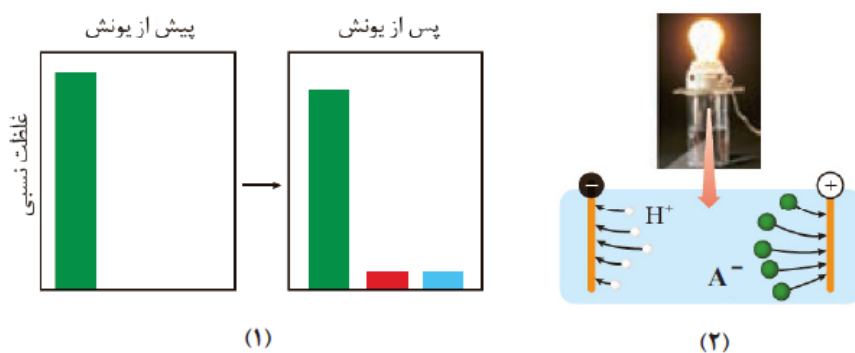 پیش از یونش
پس از یونش
غلظت نسبی
(۱)
−
+
H⁺
A⁻
(۲)